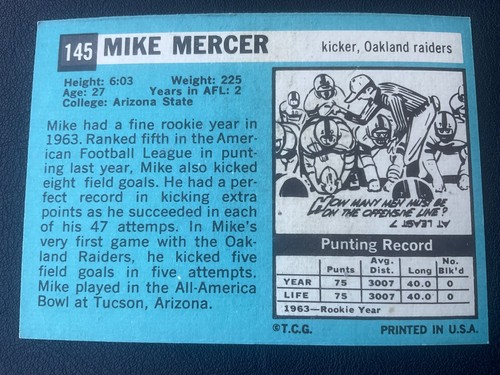 145 MIKE MERCER kicker, Oakland raiders
Height: 6:03 Weight: 225
Age: 27 Years in AFL: 2
College: Arizona State
Mike had a fine rookie year in
1963. Ranked fifth in the Amer-
ican Football League in punt-
ing last year, Mike also kicked
eight field goals. He had a per-
fect record in kicking extra
points as he succeeded in each
of his 47 attemps. In Mike's
very first game with the Oak-
land Raiders, he kicked five
field goals in five attempts.
Mike played in the All-America
Bowl at Tucson, Arizona.
HOW MANY MEN MUST BE
ON THE OFFENSIVE LINE?
AT LEAST 7
Punting Record
Punts Avg. Dist. Long No. Blk'd
YEAR 75 3007 40.0 0
LIFE 75 3007 40.0 0
1963—Rookie Year
©T.C.G. PRINTED IN U.S.A.